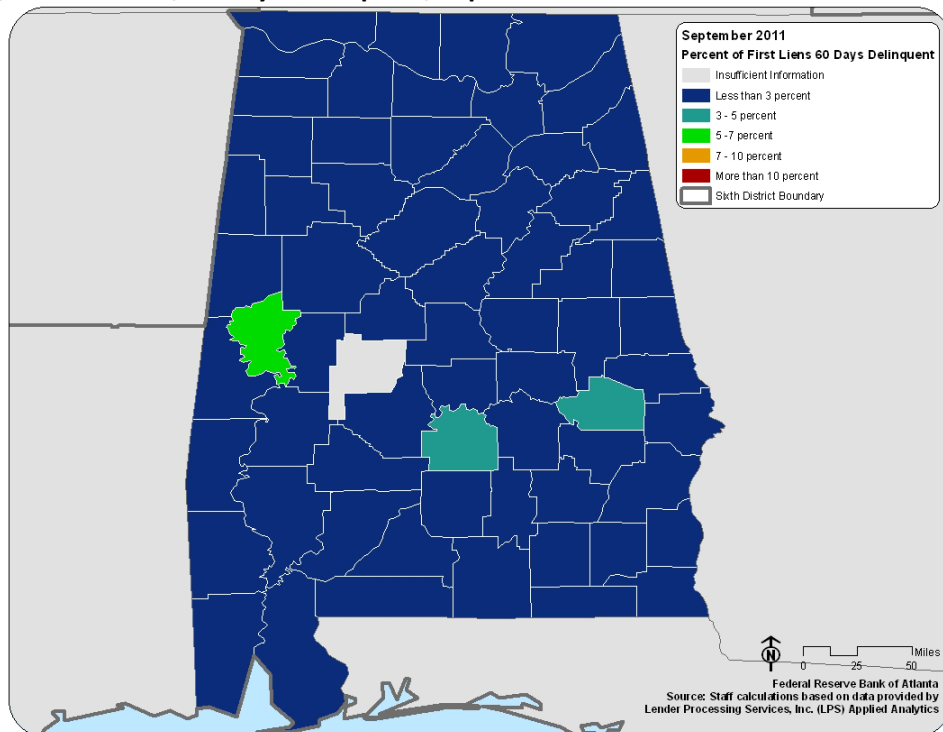 September 2011
Percent of First Liens 60 Days Delinquent
Insufficient Information
Less than 3 percent
3 - 5 percent
5 - 7 percent
7 - 10 percent
More than 10 percent
Sixth District Boundary
N
Miles
0 25 50
Federal Reserve Bank of Atlanta
Source: Staff calculations based on data provided by
Lender Processing Services, Inc. (LPS) Applied Analytics